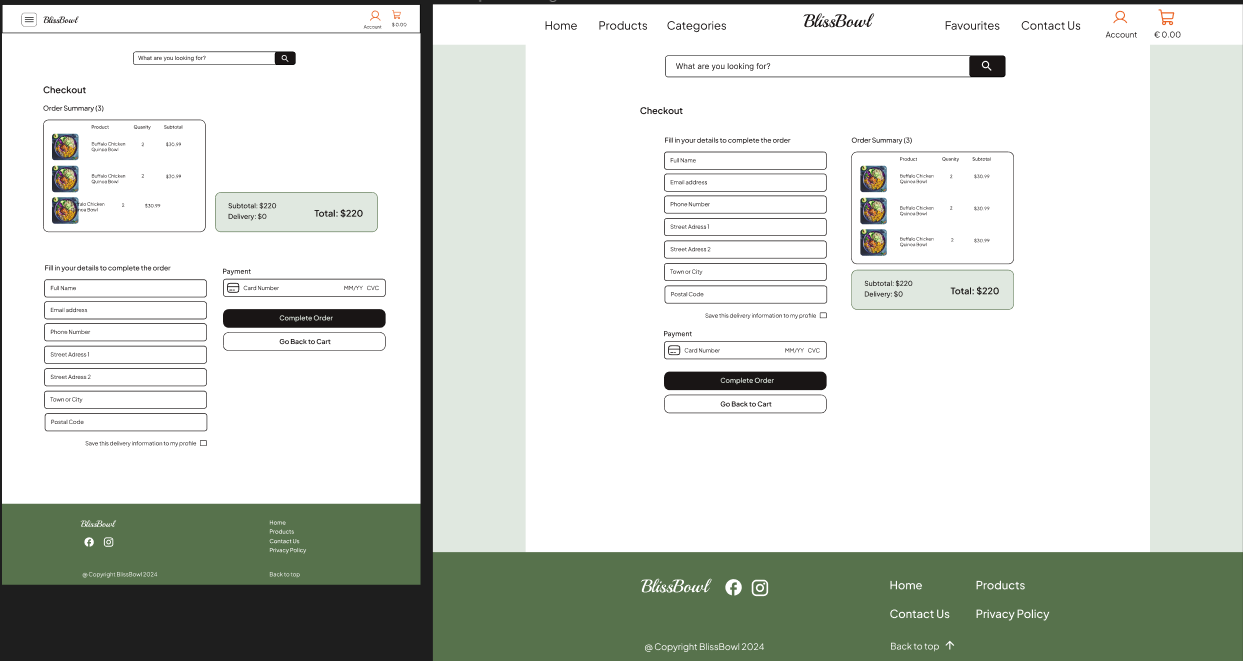 BlissBowl
Account
$ 0.00
What are you looking for?
Checkout
Order Summary (3)
Product Quanity Subtotal
Buffalo Chicken
Quinoa Bowl
2 $30.99
Buffalo Chicken
Quinoa Bowl
2 $30.99
falo Chicken
noa Bowl
$30.99
Subtotal: $220
Delivery: $0
Total: $220
Fill in your details to complete the order
Full Name
Email address
Phone Number
Street Adress 1
Street Adress 2
Town or City
Postal Code
Save this delivery information to my profile
Payment
Card Number MM/YY CVC
Complete Order
Go Back to Cart
BlissBowl
Home
Products
Contact Us
Privacy Policy
@ Copyright BlissBowl 2024
Back to top
Home Products Categories BlissBowl Favourites Contact Us
Account
€ 0.00
What are you looking for?
Checkout
Fill in your details to complete the order
Full Name
Email address
Phone Number
Street Adress 1
Street Adress 2
Town or City
Postal Code
Save this delivery information to my profile
Payment
Card Number MM/YY CVC
Complete Order
Go Back to Cart
Order Summary (3)
Product Quanity Subtotal
Buffalo Chicken
Quinoa Bowl
2 $30.99
Buffalo Chicken
Quinoa Bowl
2 $30.99
Buffalo Chicken
Quinoa Bowl
2 $30.99
Subtotal: $220
Delivery: $0
Total: $220
BlissBowl
Home Products
Contact Us Privacy Policy
@ Copyright BlissBowl 2024
Back to top